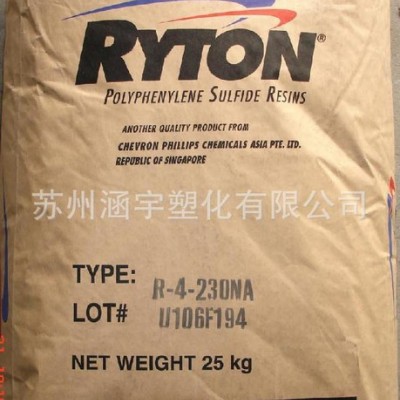 RYTON®
POLYPHENYLENE SULFIDE RESINS
ANOTHER QUALITY PRODUCT FROM
CHEVRON PHILLIPS CHEMICALS ASIA PTE. LTD.
REPUBLIC OF SINGAPORE
苏州涵宇塑化有限公司
TYPE: R-4-230NA
LOT# U106F194
NET WEIGHT 25 kg